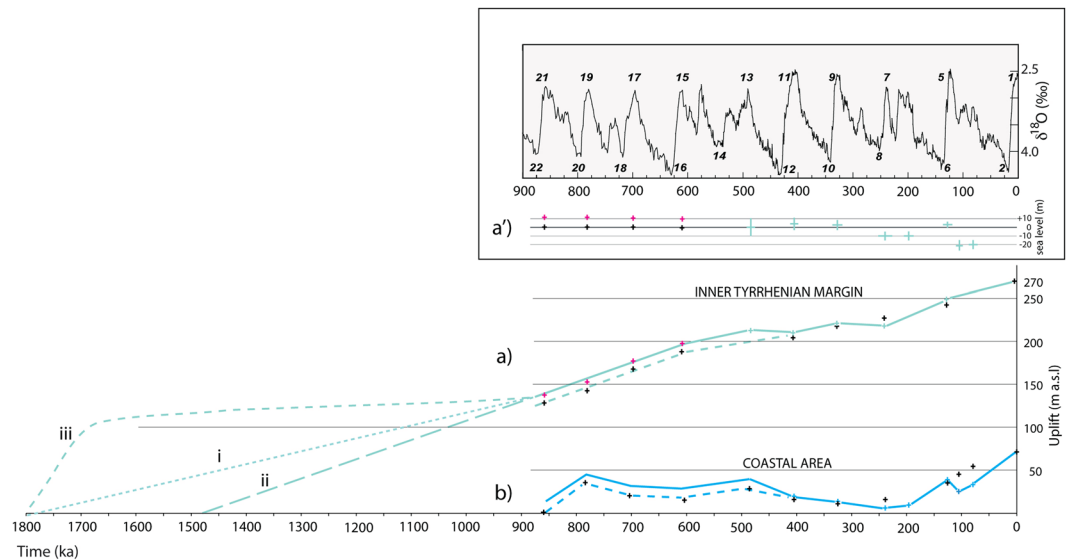 21 19 17 15 13 11 9 7 5 1
2.5
4.0
δ18O (‰)
22 20 18 16 14 12 10 8 6 2
900 800 700 600 500 400 300 200 100 0
a')
+10
0
-10
-20
sea level (m)
INNER TYRRHENIAN MARGIN
270
250
200
150
100
50
Uplift (m a.s.l)
a)
iii
i
ii
COASTAL AREA
b)
1800 1700 1600 1500 1400 1300 1200 1100 1000 900 800 700 600 500 400 300 200 100 0
Time (ka)